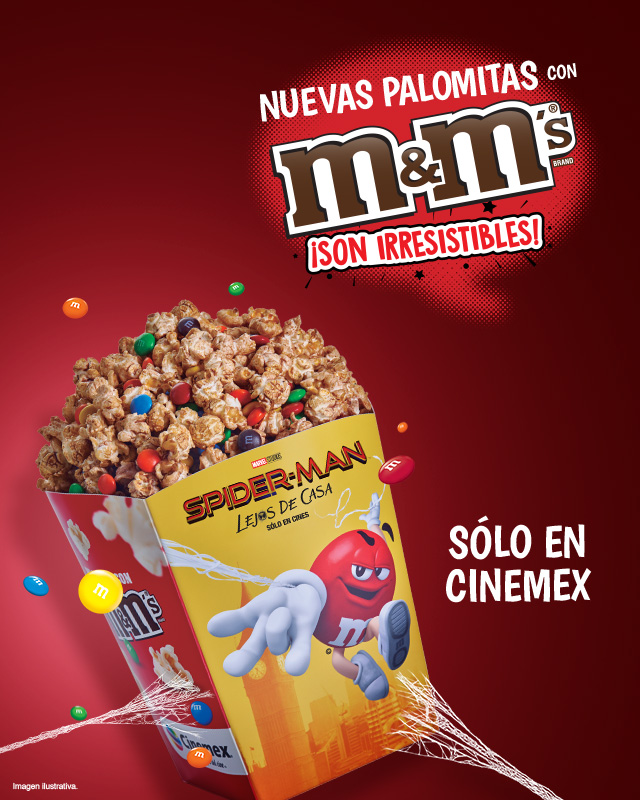 NUEVAS PALOMITAS CON
m&m's®
BRAND
¡SON IRRESISTIBLES!
MARVEL STUDIOS
SPIDER-MAN
LEJOS DE CASA
SÓLO EN CINES
SÓLO EN
CINEMEX
CON
m&m's
Cinemex
Imagen ilustrativa.